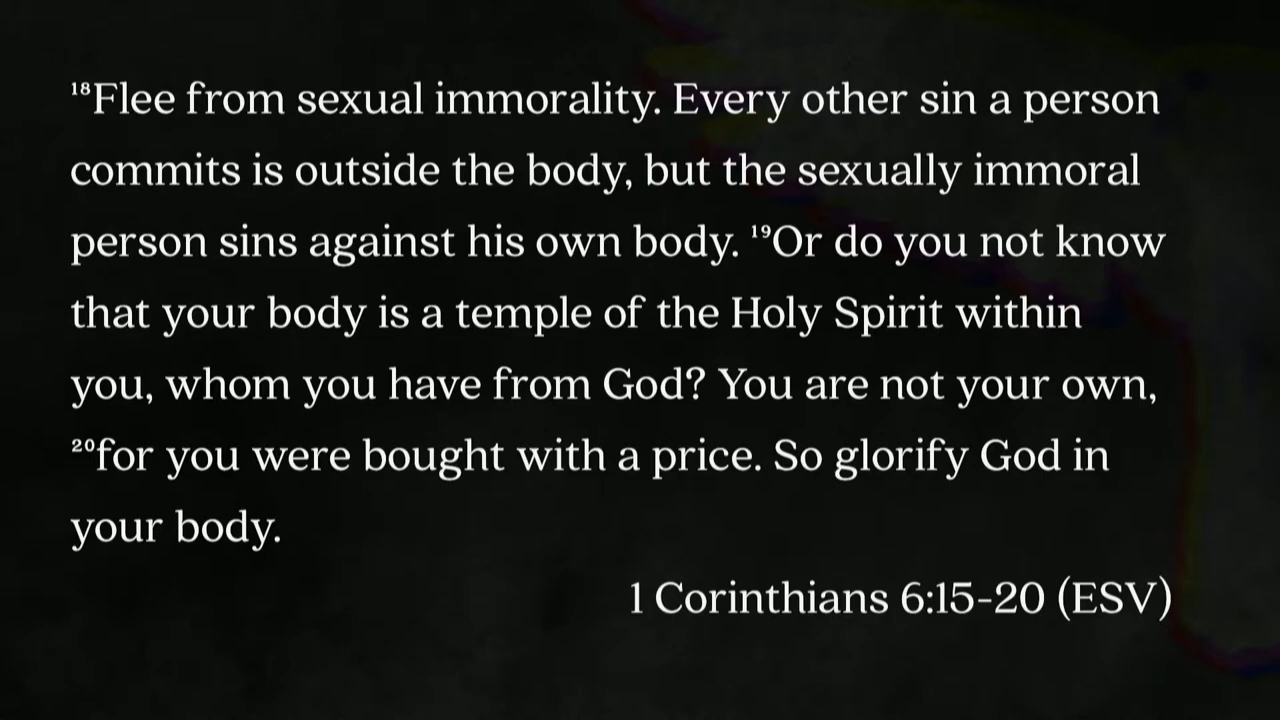 ¹⁸Flee from sexual immorality. Every other sin a person
commits is outside the body, but the sexually immoral
person sins against his own body. ¹⁹Or do you not know
that your body is a temple of the Holy Spirit within
you, whom you have from God? You are not your own,
²⁰for you were bought with a price. So glorify God in
your body.
1 Corinthians 6:15-20 (ESV)